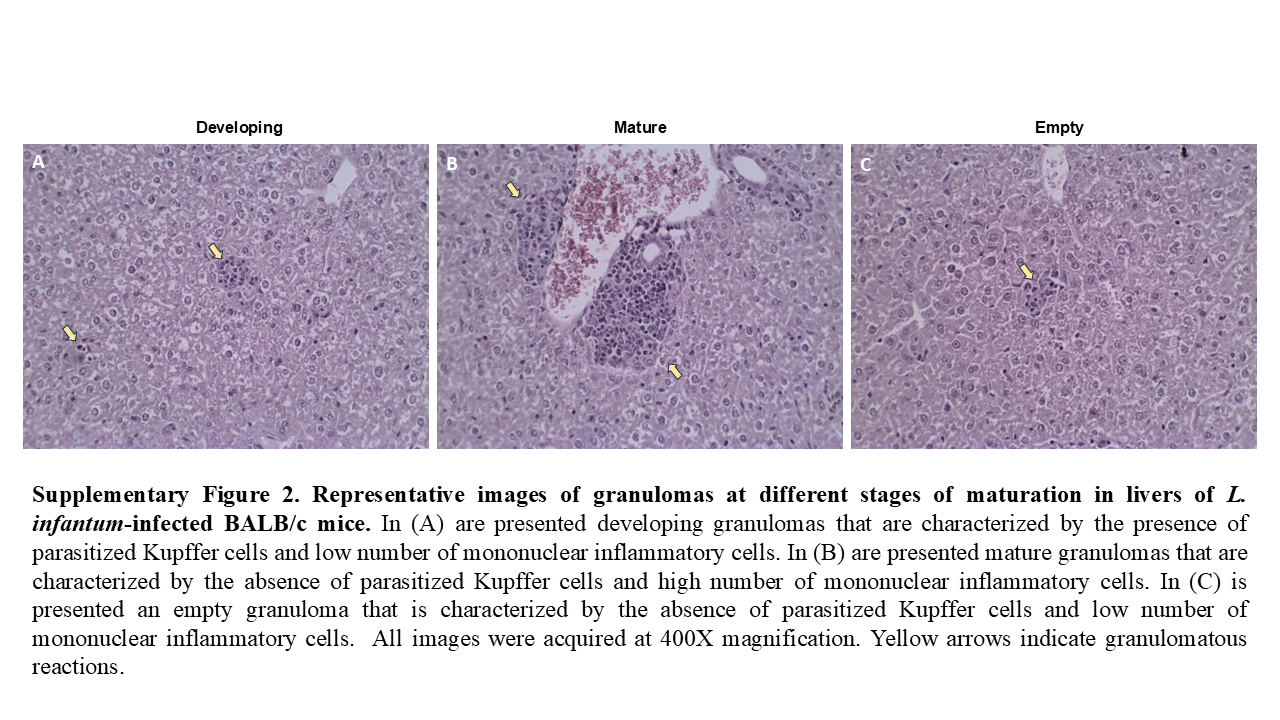 Developing
Mature
Empty
A
B
C
Supplementary Figure 2. Representative images of granulomas at different stages of maturation in livers of L.
infantum-infected BALB/c mice. In (A) are presented developing granulomas that are characterized by the presence of
parasitized Kupffer cells and low number of mononuclear inflammatory cells. In (B) are presented mature granulomas that are
characterized by the absence of parasitized Kupffer cells and high number of mononuclear inflammatory cells. In (C) is
presented an empty granuloma that is characterized by the absence of parasitized Kupffer cells and low number of
mononuclear inflammatory cells. All images were acquired at 400X magnification. Yellow arrows indicate granulomatous
reactions.